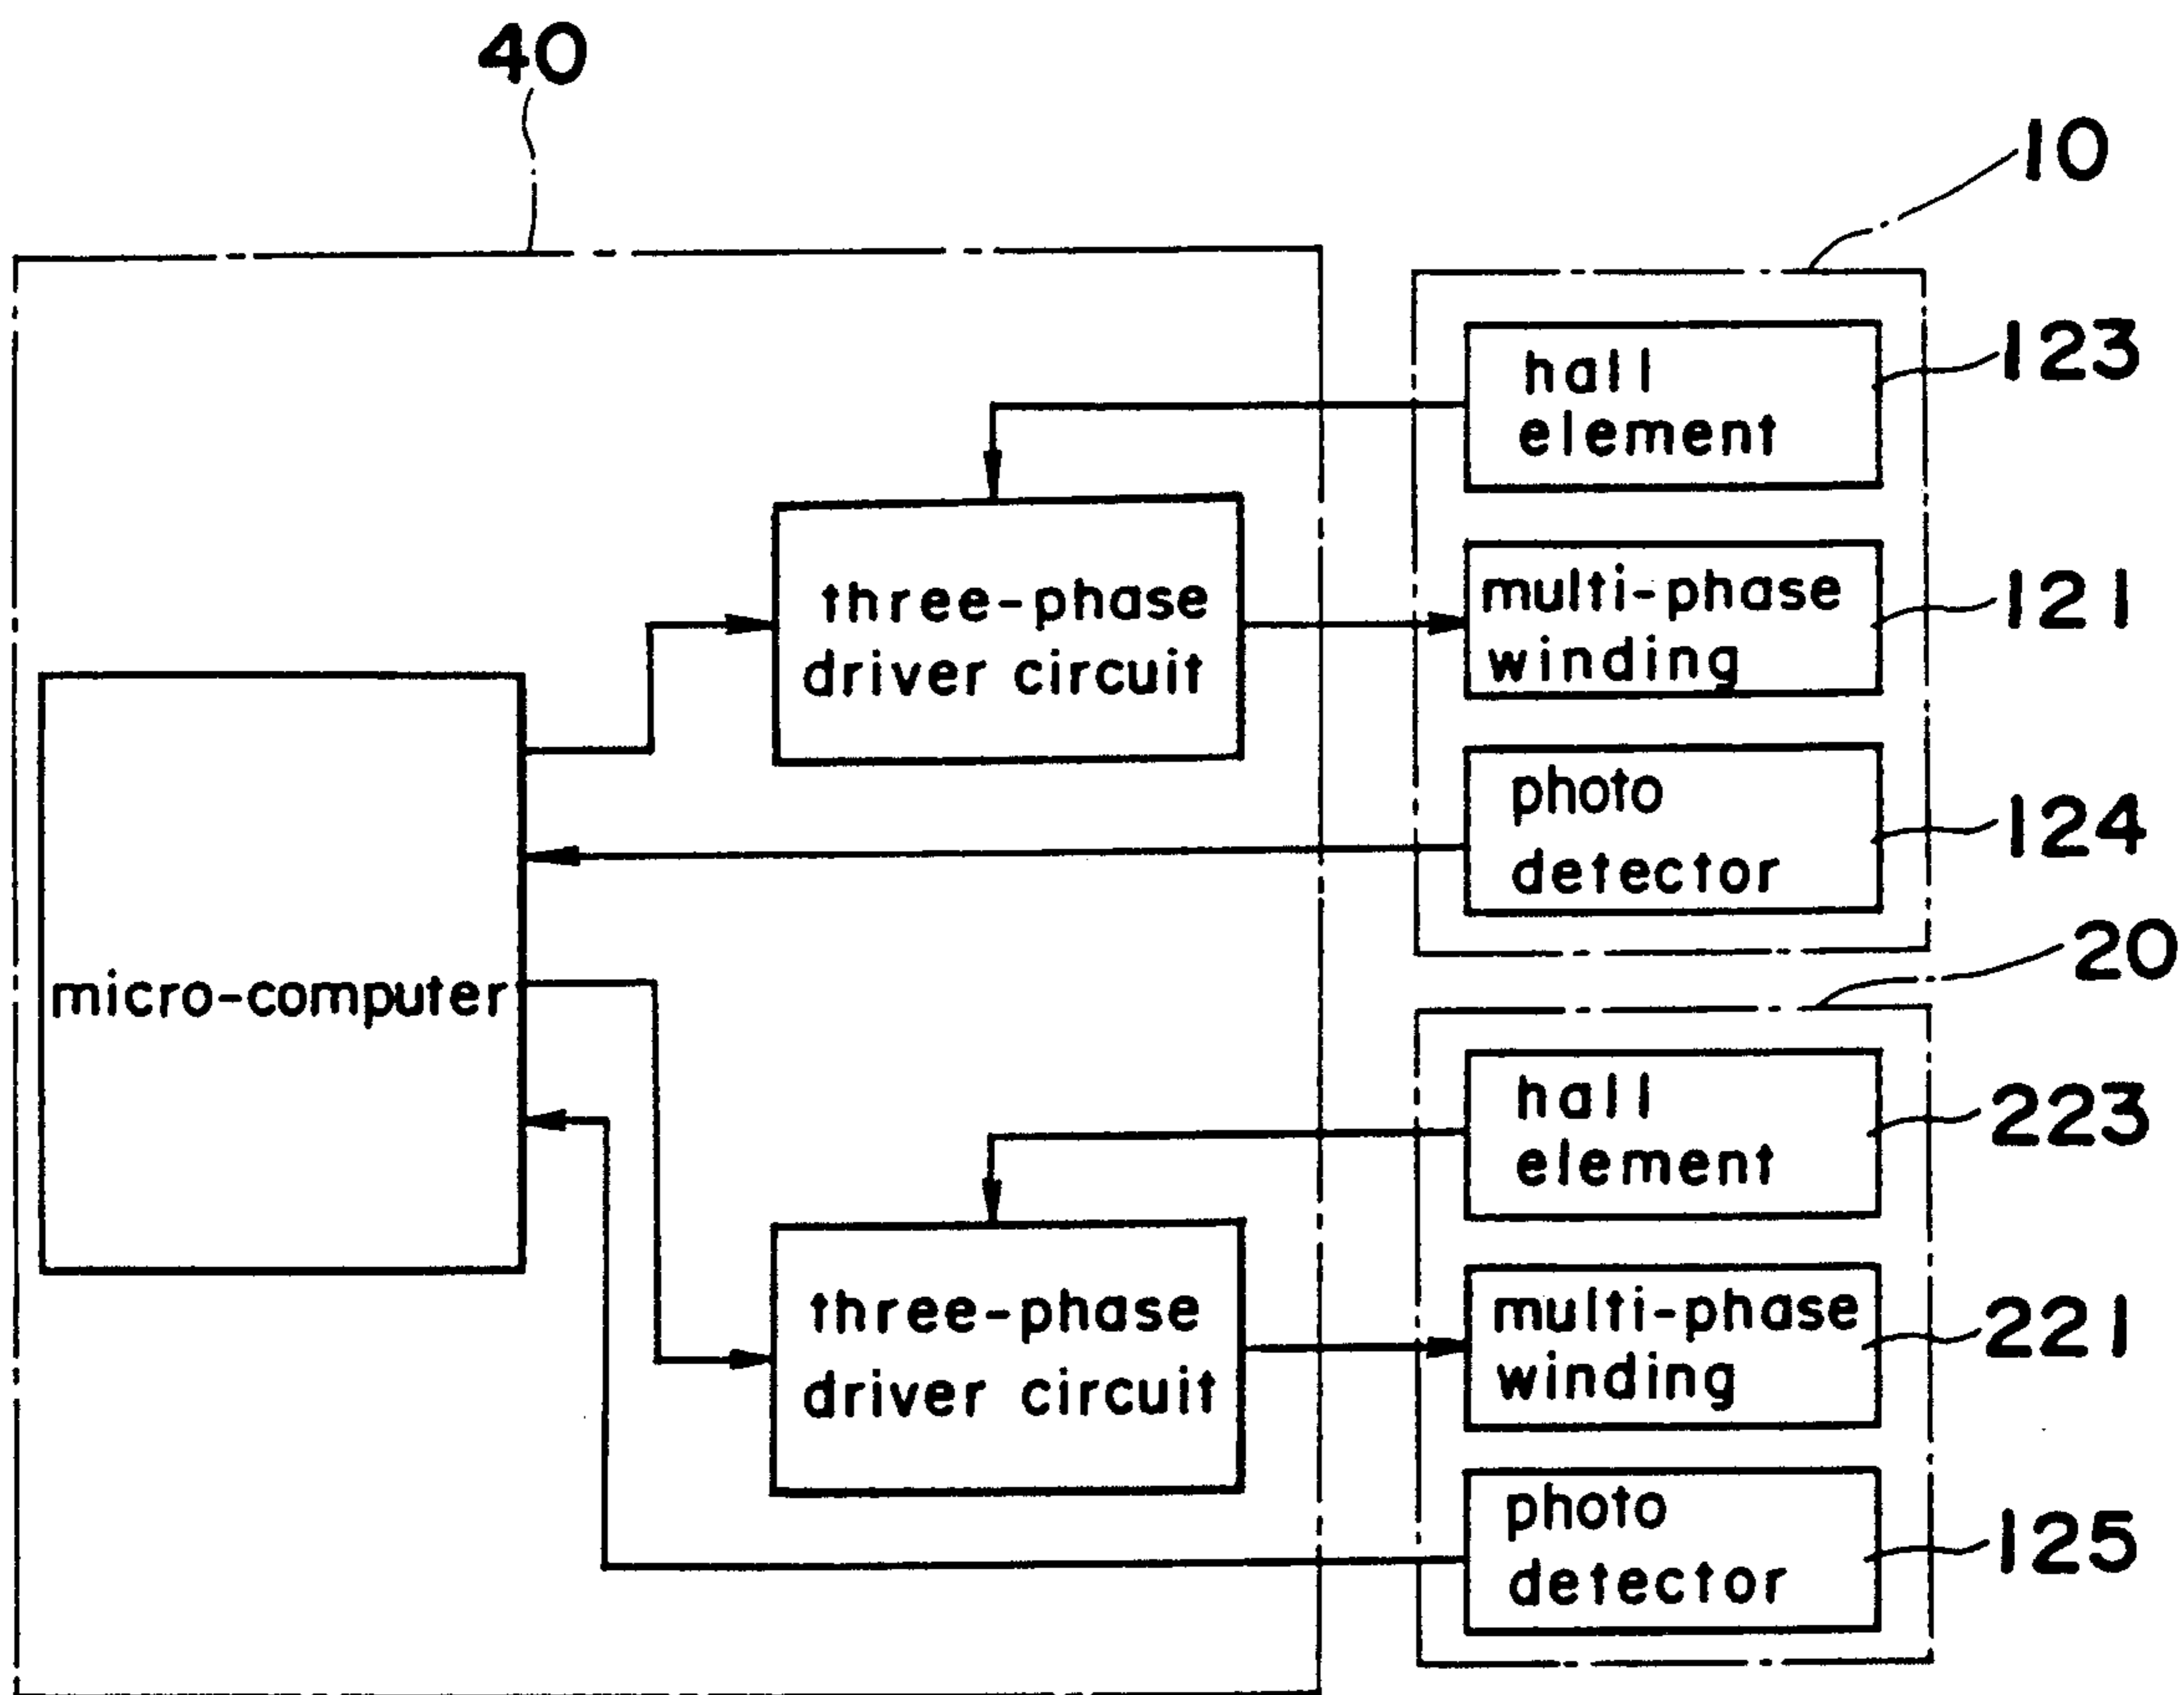 40
10
hall
element
123
three-phase
driver circuit
multi-phase
winding
121
photo
detector
124
micro-computer
20
hall
element
223
three-phase
driver circuit
multi-phase
winding
221
photo
detector
125